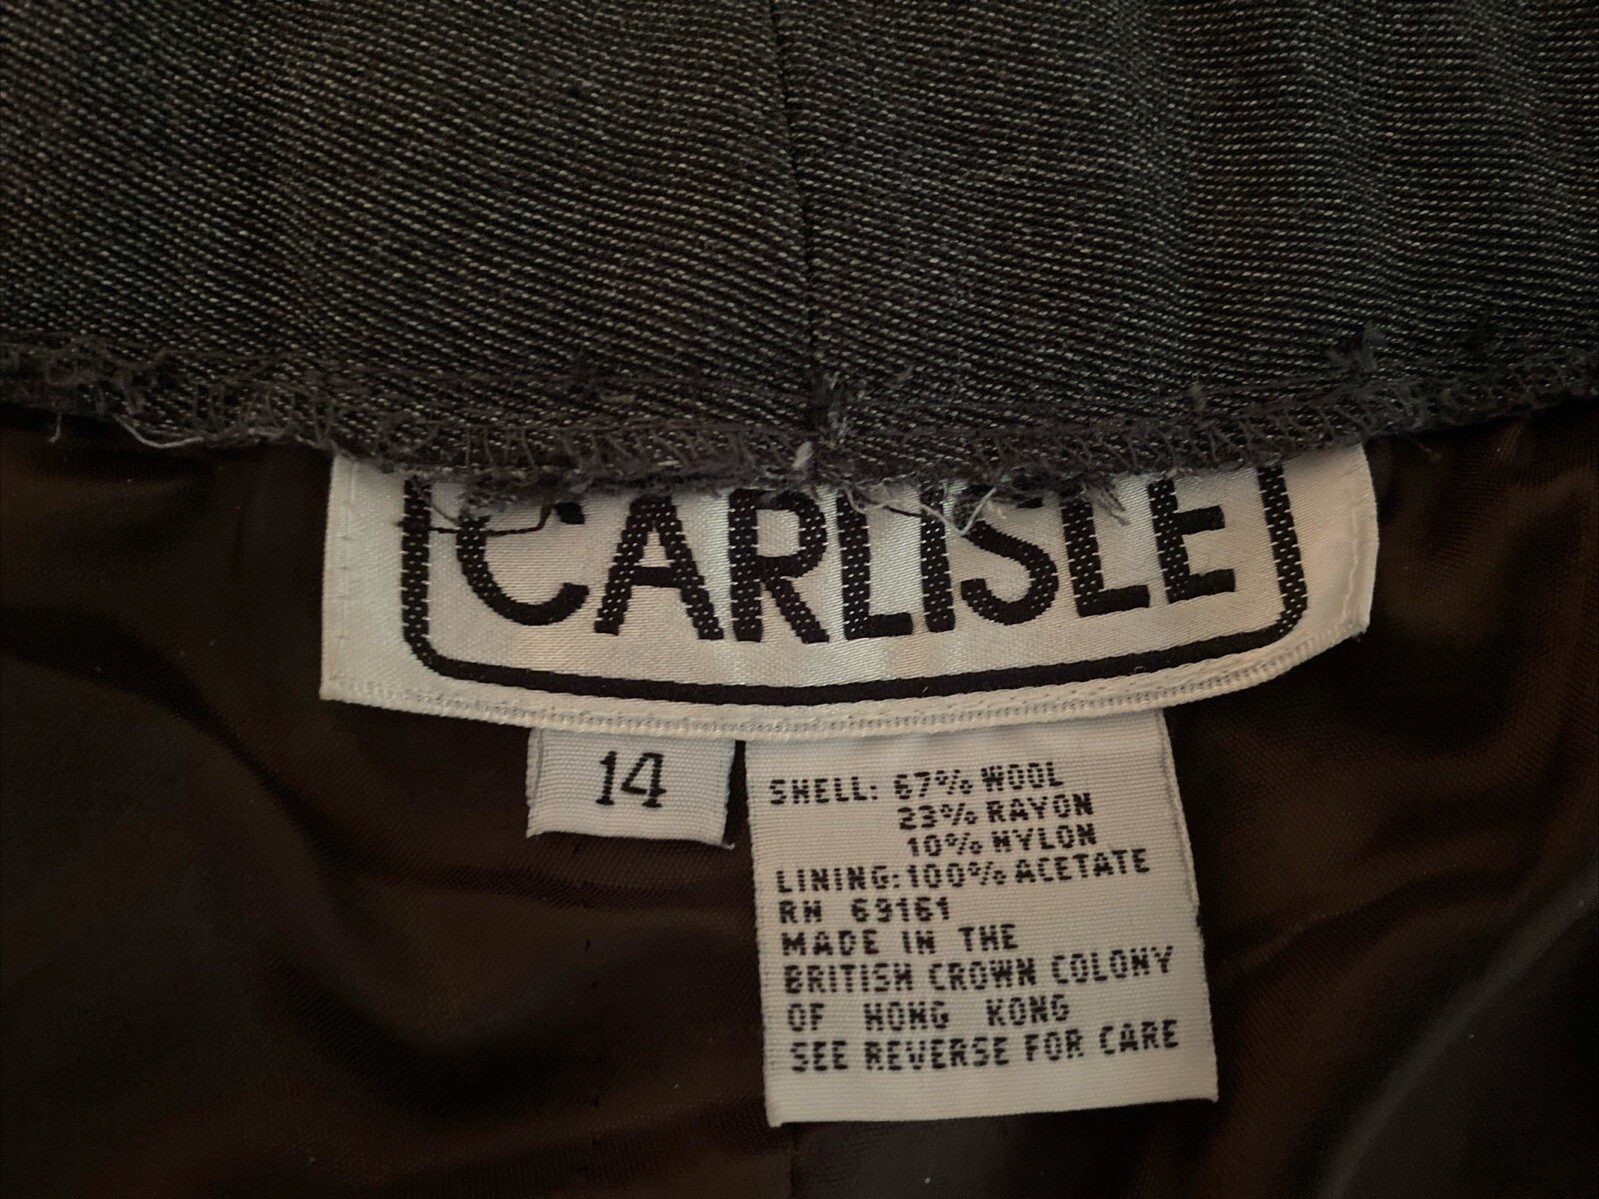 CARLISLE
14
SHELL: 67% WOOL
23% RAYON
10% NYLON
LINING: 100% ACETATE
RN 69161
MADE IN THE
BRITISH CROWN COLONY
OF HONG KONG
SEE REVERSE FOR CARE